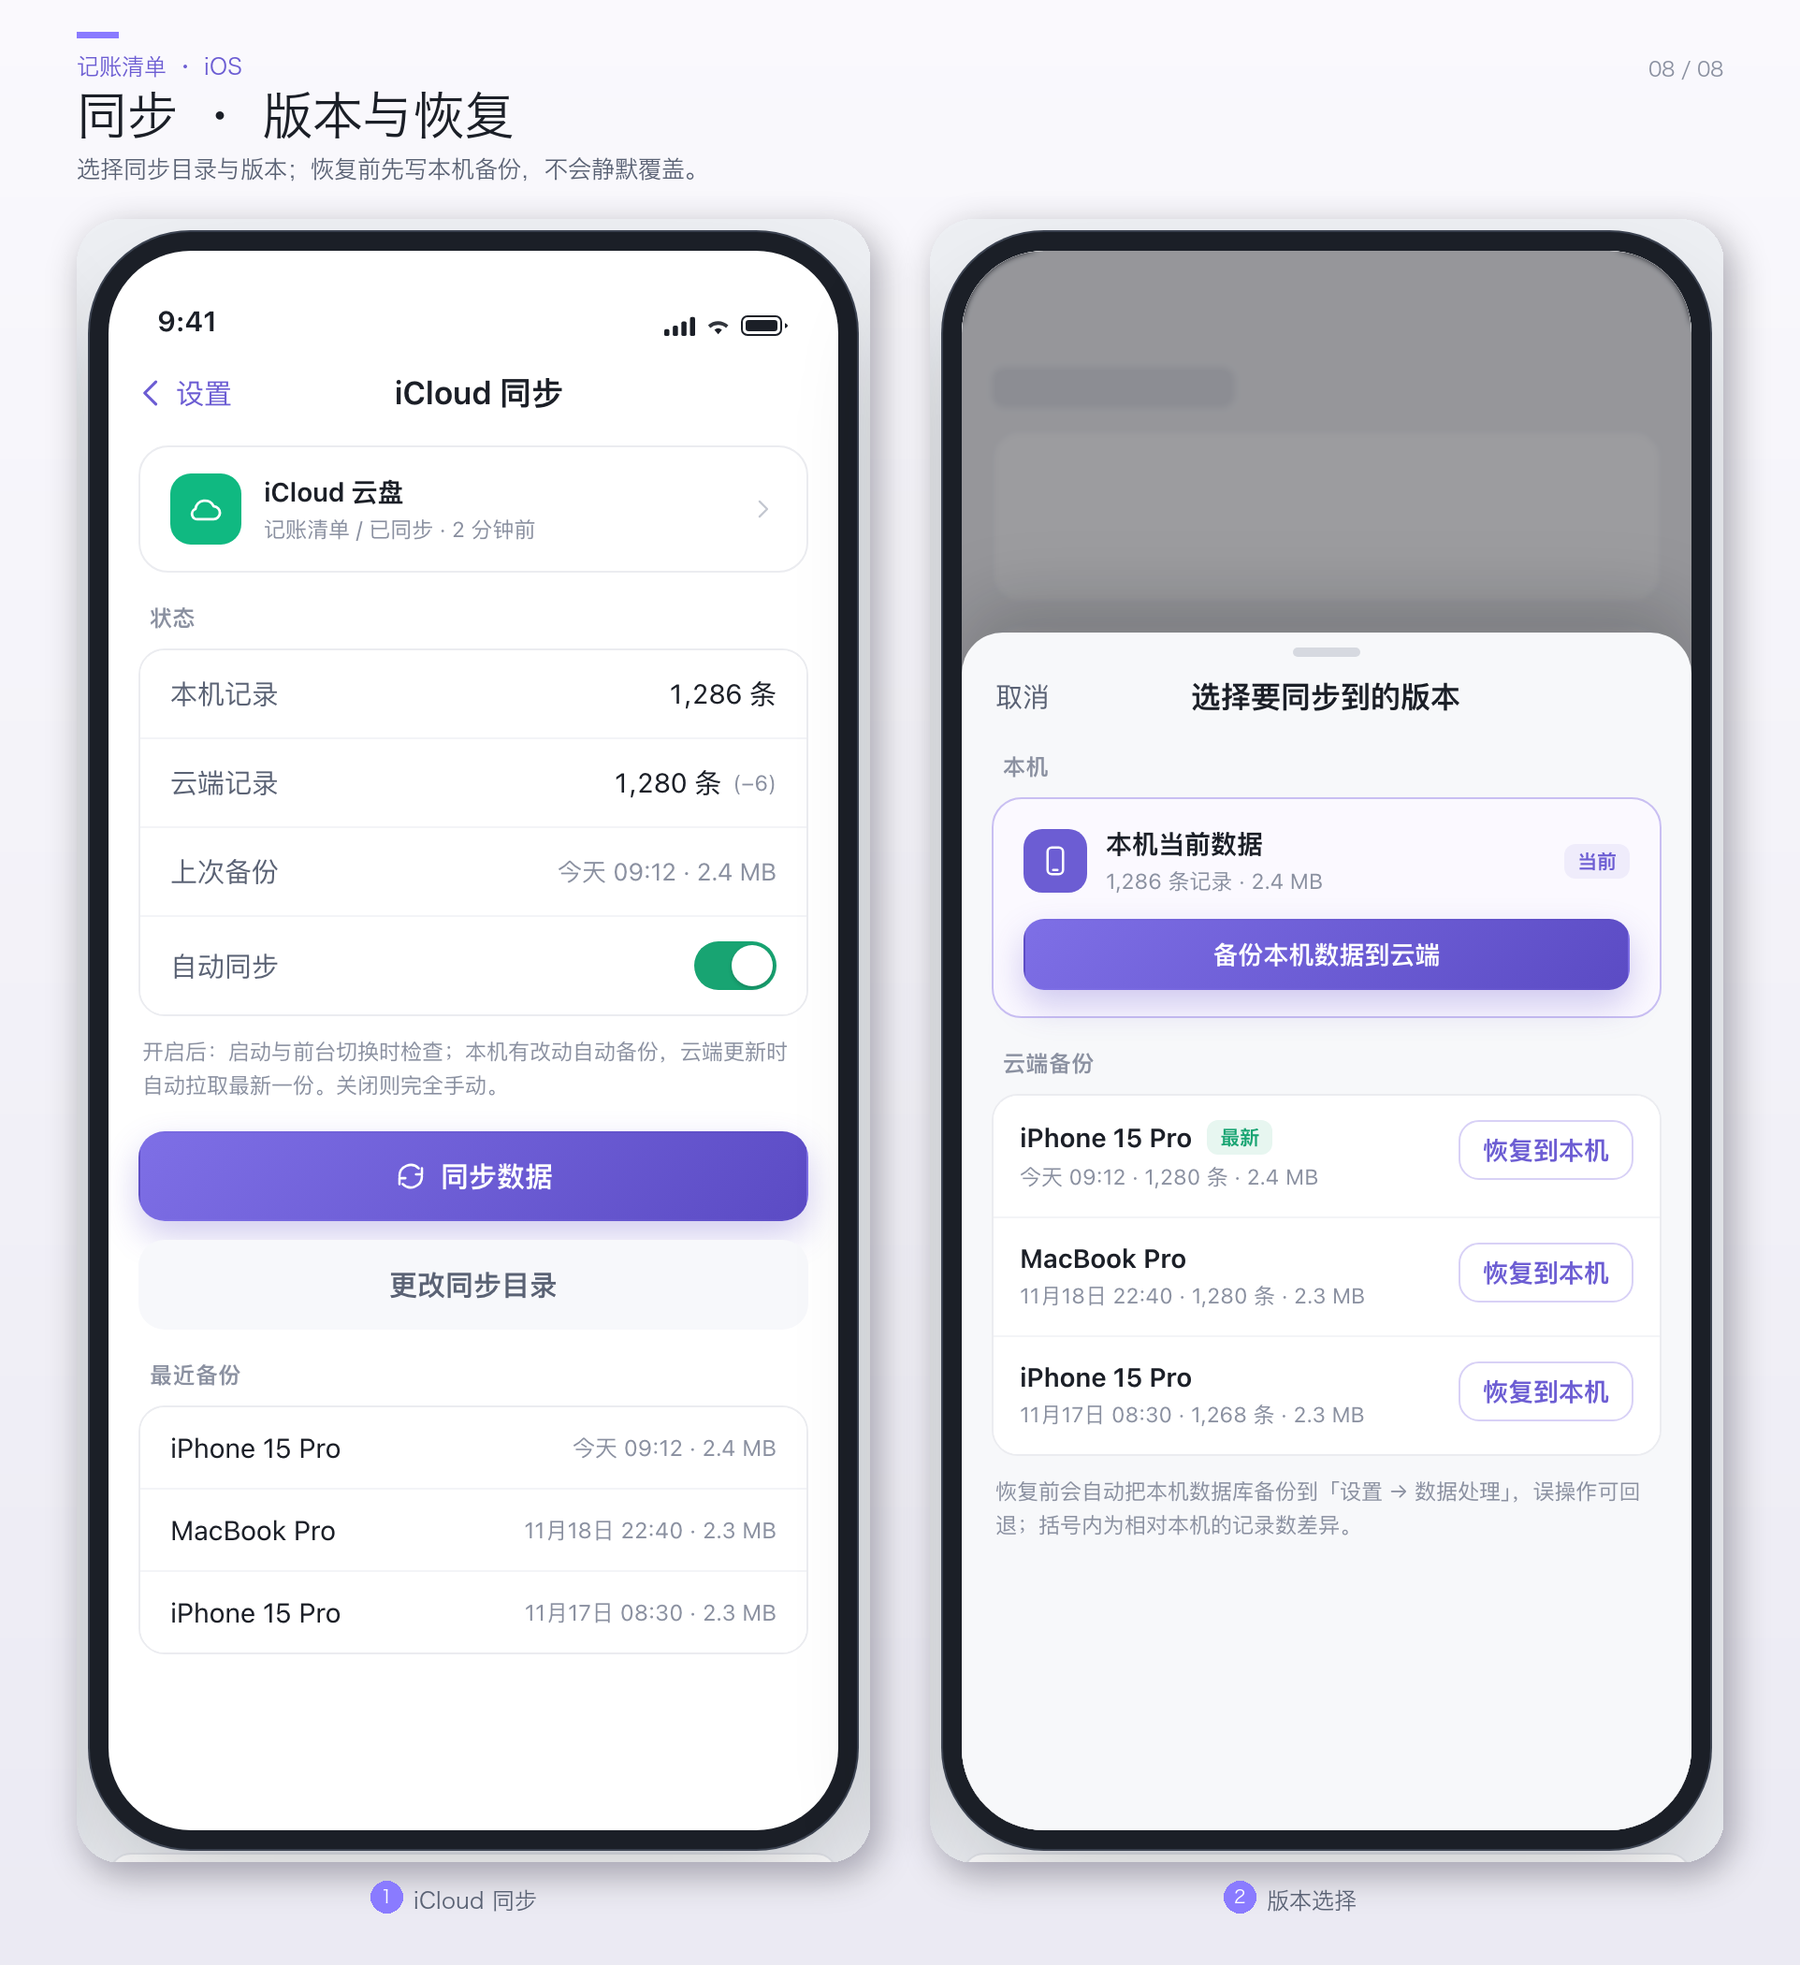 记账清单 · iOS
08 / 08
同步 · 版本与恢复
选择同步目录与版本；恢复前先写本机备份，不会静默覆盖。
9:41
设置
iCloud 同步
iCloud 云盘
记账清单 / 已同步 · 2 分钟前
状态
本机记录 1,286 条
云端记录 1,280 条 (−6)
上次备份 今天 09:12 · 2.4 MB
自动同步
开启后：启动与前台切换时检查；本机有改动自动备份，云端更新时
自动拉取最新一份。关闭则完全手动。
同步数据
更改同步目录
最近备份
iPhone 15 Pro 今天 09:12 · 2.4 MB
MacBook Pro 11月18日 22:40 · 2.3 MB
iPhone 15 Pro 11月17日 08:30 · 2.3 MB
1 iCloud 同步
取消
选择要同步到的版本
本机
本机当前数据
1,286 条记录 · 2.4 MB
当前
备份本机数据到云端
云端备份
iPhone 15 Pro 最新
今天 09:12 · 1,280 条 · 2.4 MB
恢复到本机
MacBook Pro
11月18日 22:40 · 1,280 条 · 2.3 MB
恢复到本机
iPhone 15 Pro
11月17日 08:30 · 1,268 条 · 2.3 MB
恢复到本机
恢复前会自动把本机数据库备份到「设置 → 数据处理」，误操作可回
退；括号内为相对本机的记录数差异。
2 版本选择